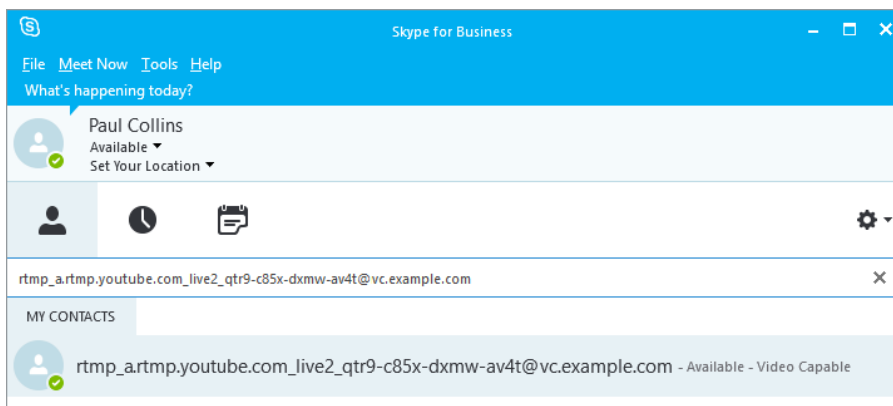 Skype for Business
File Meet Now Tools Help
What's happening today?
Paul Collins
Available
Set Your Location
rtmp_a.rtmp.youtube.com_live2_qtr9-c85x-dxmw-av4t@vc.example.com
MY CONTACTS
rtmp_a.rtmp.youtube.com_live2_qtr9-c85x-dxmw-av4t@vc.example.com - Available - Video Capable